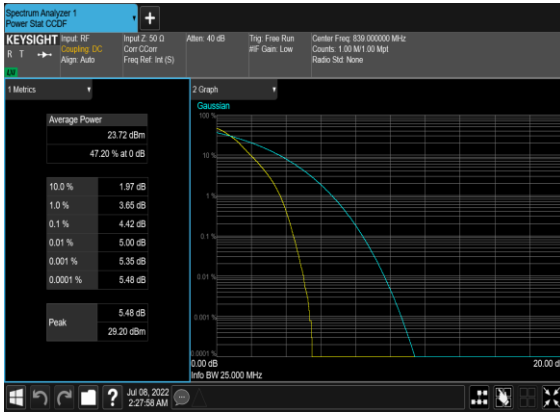 Spectrum Analyzer 1
Power Stat CCDF
KEYSIGHT
R T
LXI
Input: RF
Coupling: DC
Align: Auto
Input Z: 50 Ω
Corr CCorr
Freq Ref: Int (S)
Atten: 40 dB
Trig: Free Run
#IF Gain: Low
Center Freq: 839.000000 MHz
Counts: 1.00 M/1.00 Mpt
Radio Std: None
1 Metrics
Average Power
23.72 dBm
47.20 % at 0 dB
10.0 % 1.97 dB
1.0 % 3.65 dB
0.1 % 4.42 dB
0.01 % 5.00 dB
0.001 % 5.35 dB
0.0001 % 5.48 dB
Peak
5.48 dB
29.20 dBm
2 Graph
Gaussian
100 %
10 %
1 %
0.1 %
0.01 %
0.001 %
0.0001 %
0.00 dB
20.00 d
Info BW 25.000 MHz
?
Jul 08, 2022
2:27:58 AM